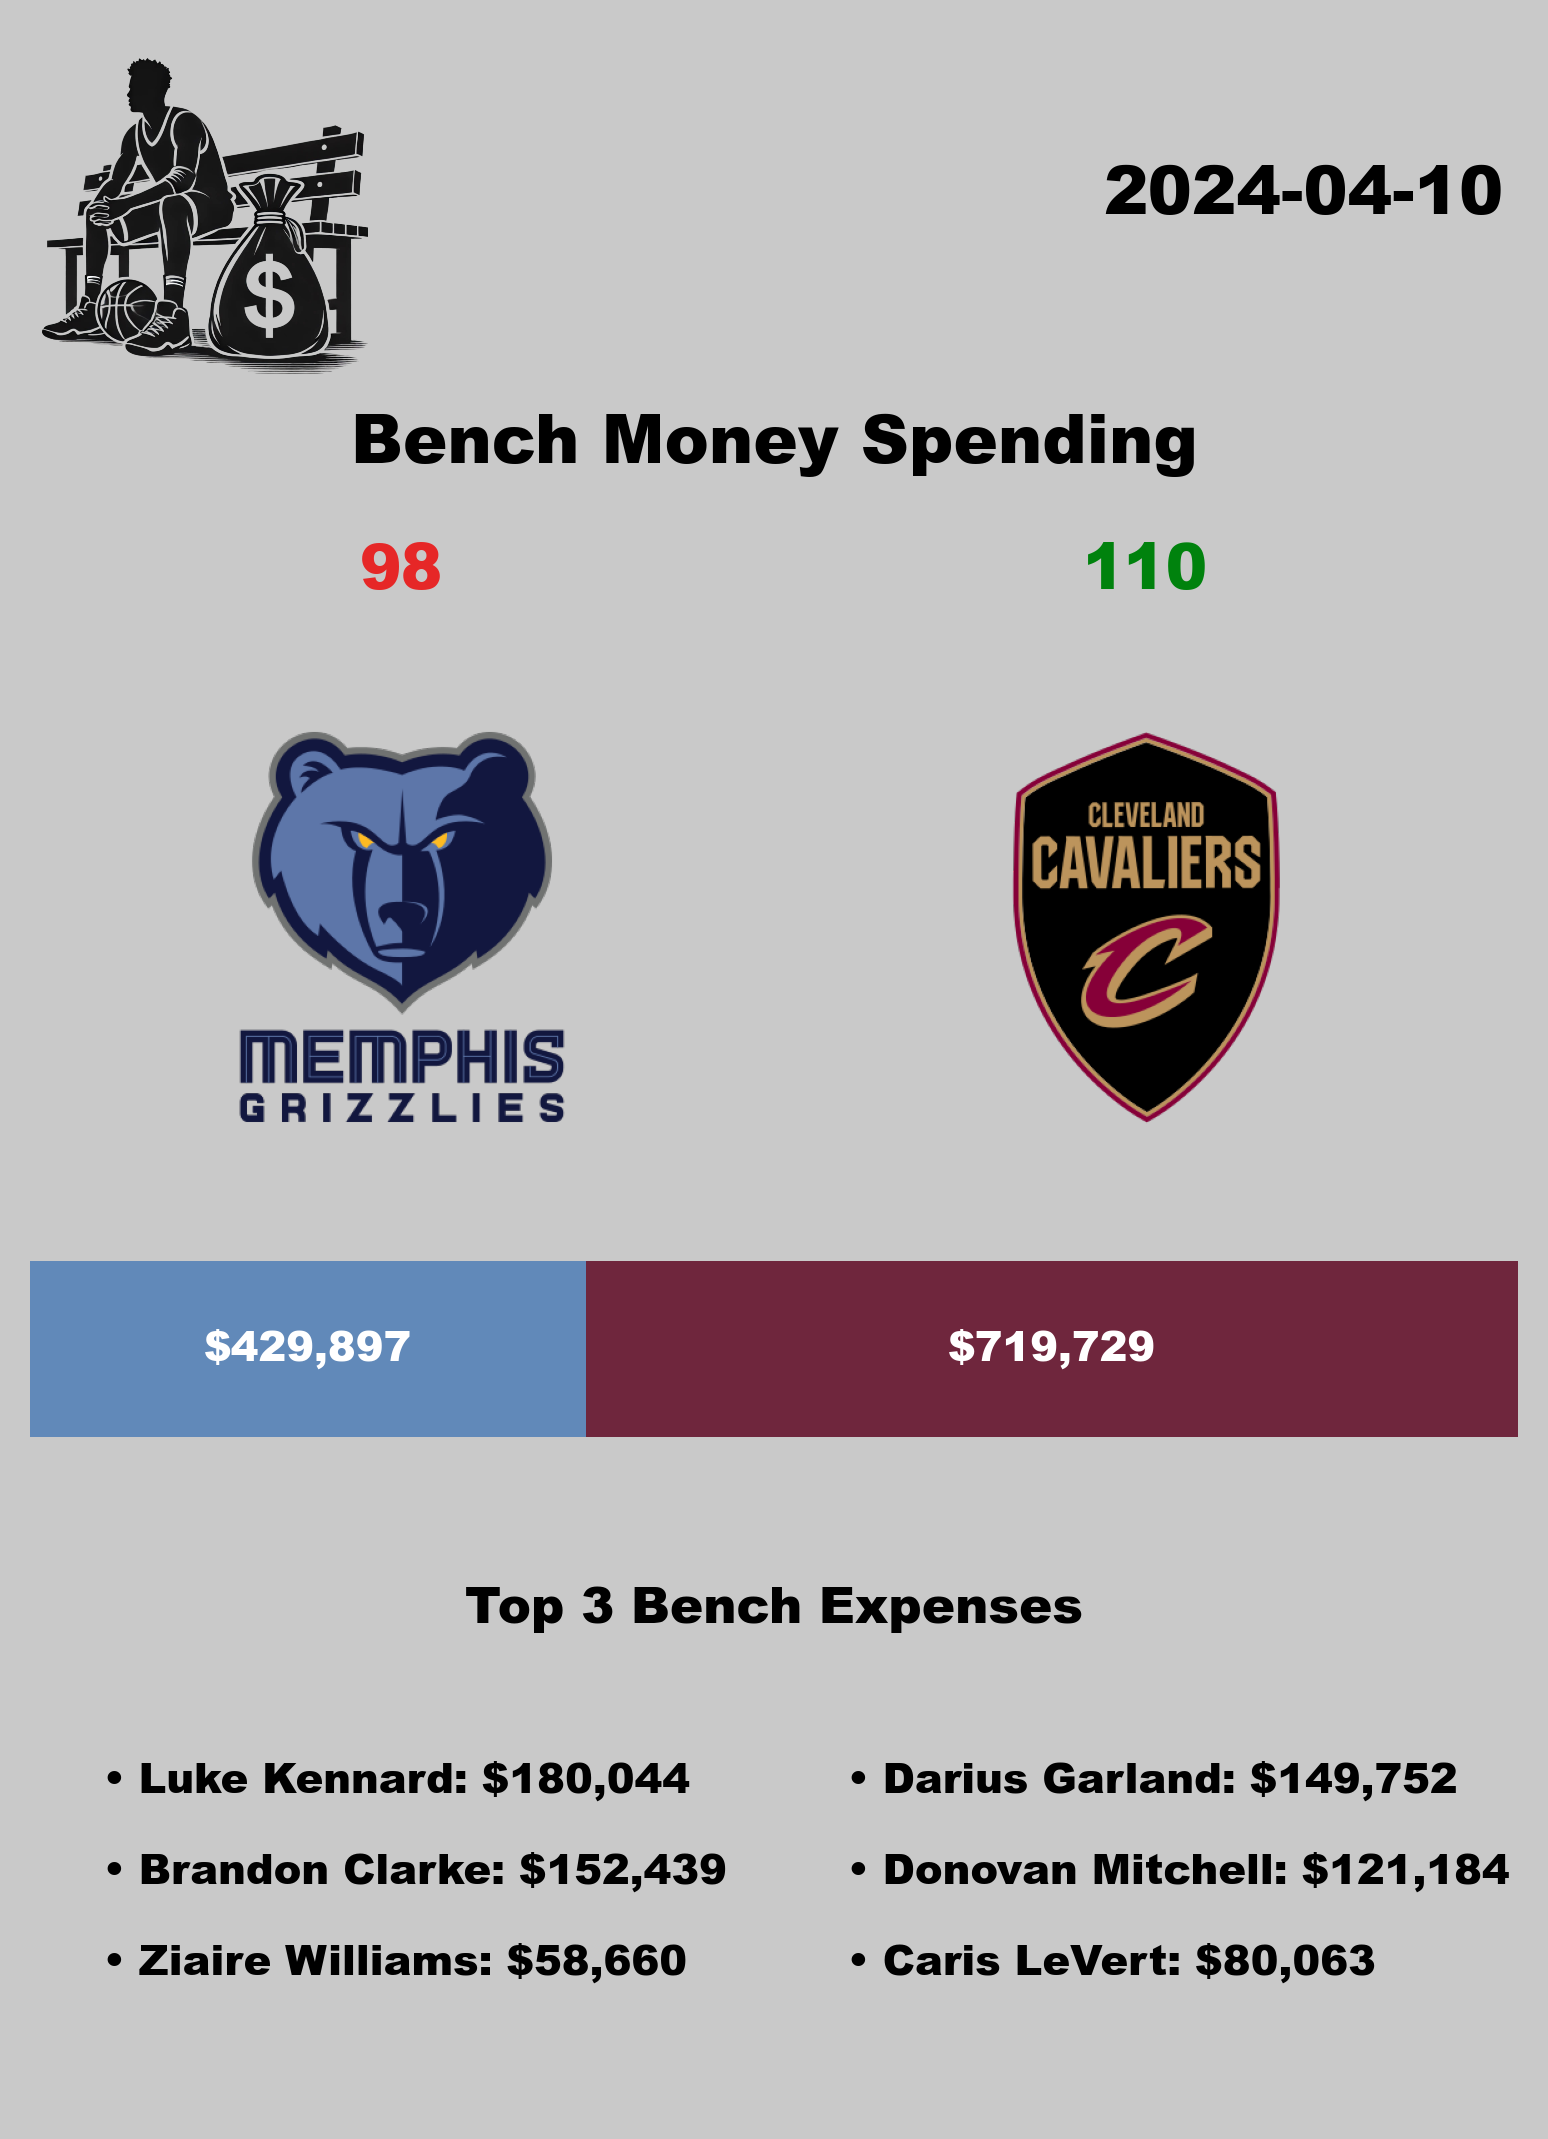 $
2024-04-10
Bench Money Spending
98
110
CLEVELAND
CAVALIERS
C
MEMPHIS
GRIZZLIES
$429,897
$719,729
Top 3 Bench Expenses
• Luke Kennard: $180,044
• Brandon Clarke: $152,439
• Ziaire Williams: $58,660
• Darius Garland: $149,752
• Donovan Mitchell: $121,184
• Caris LeVert: $80,063